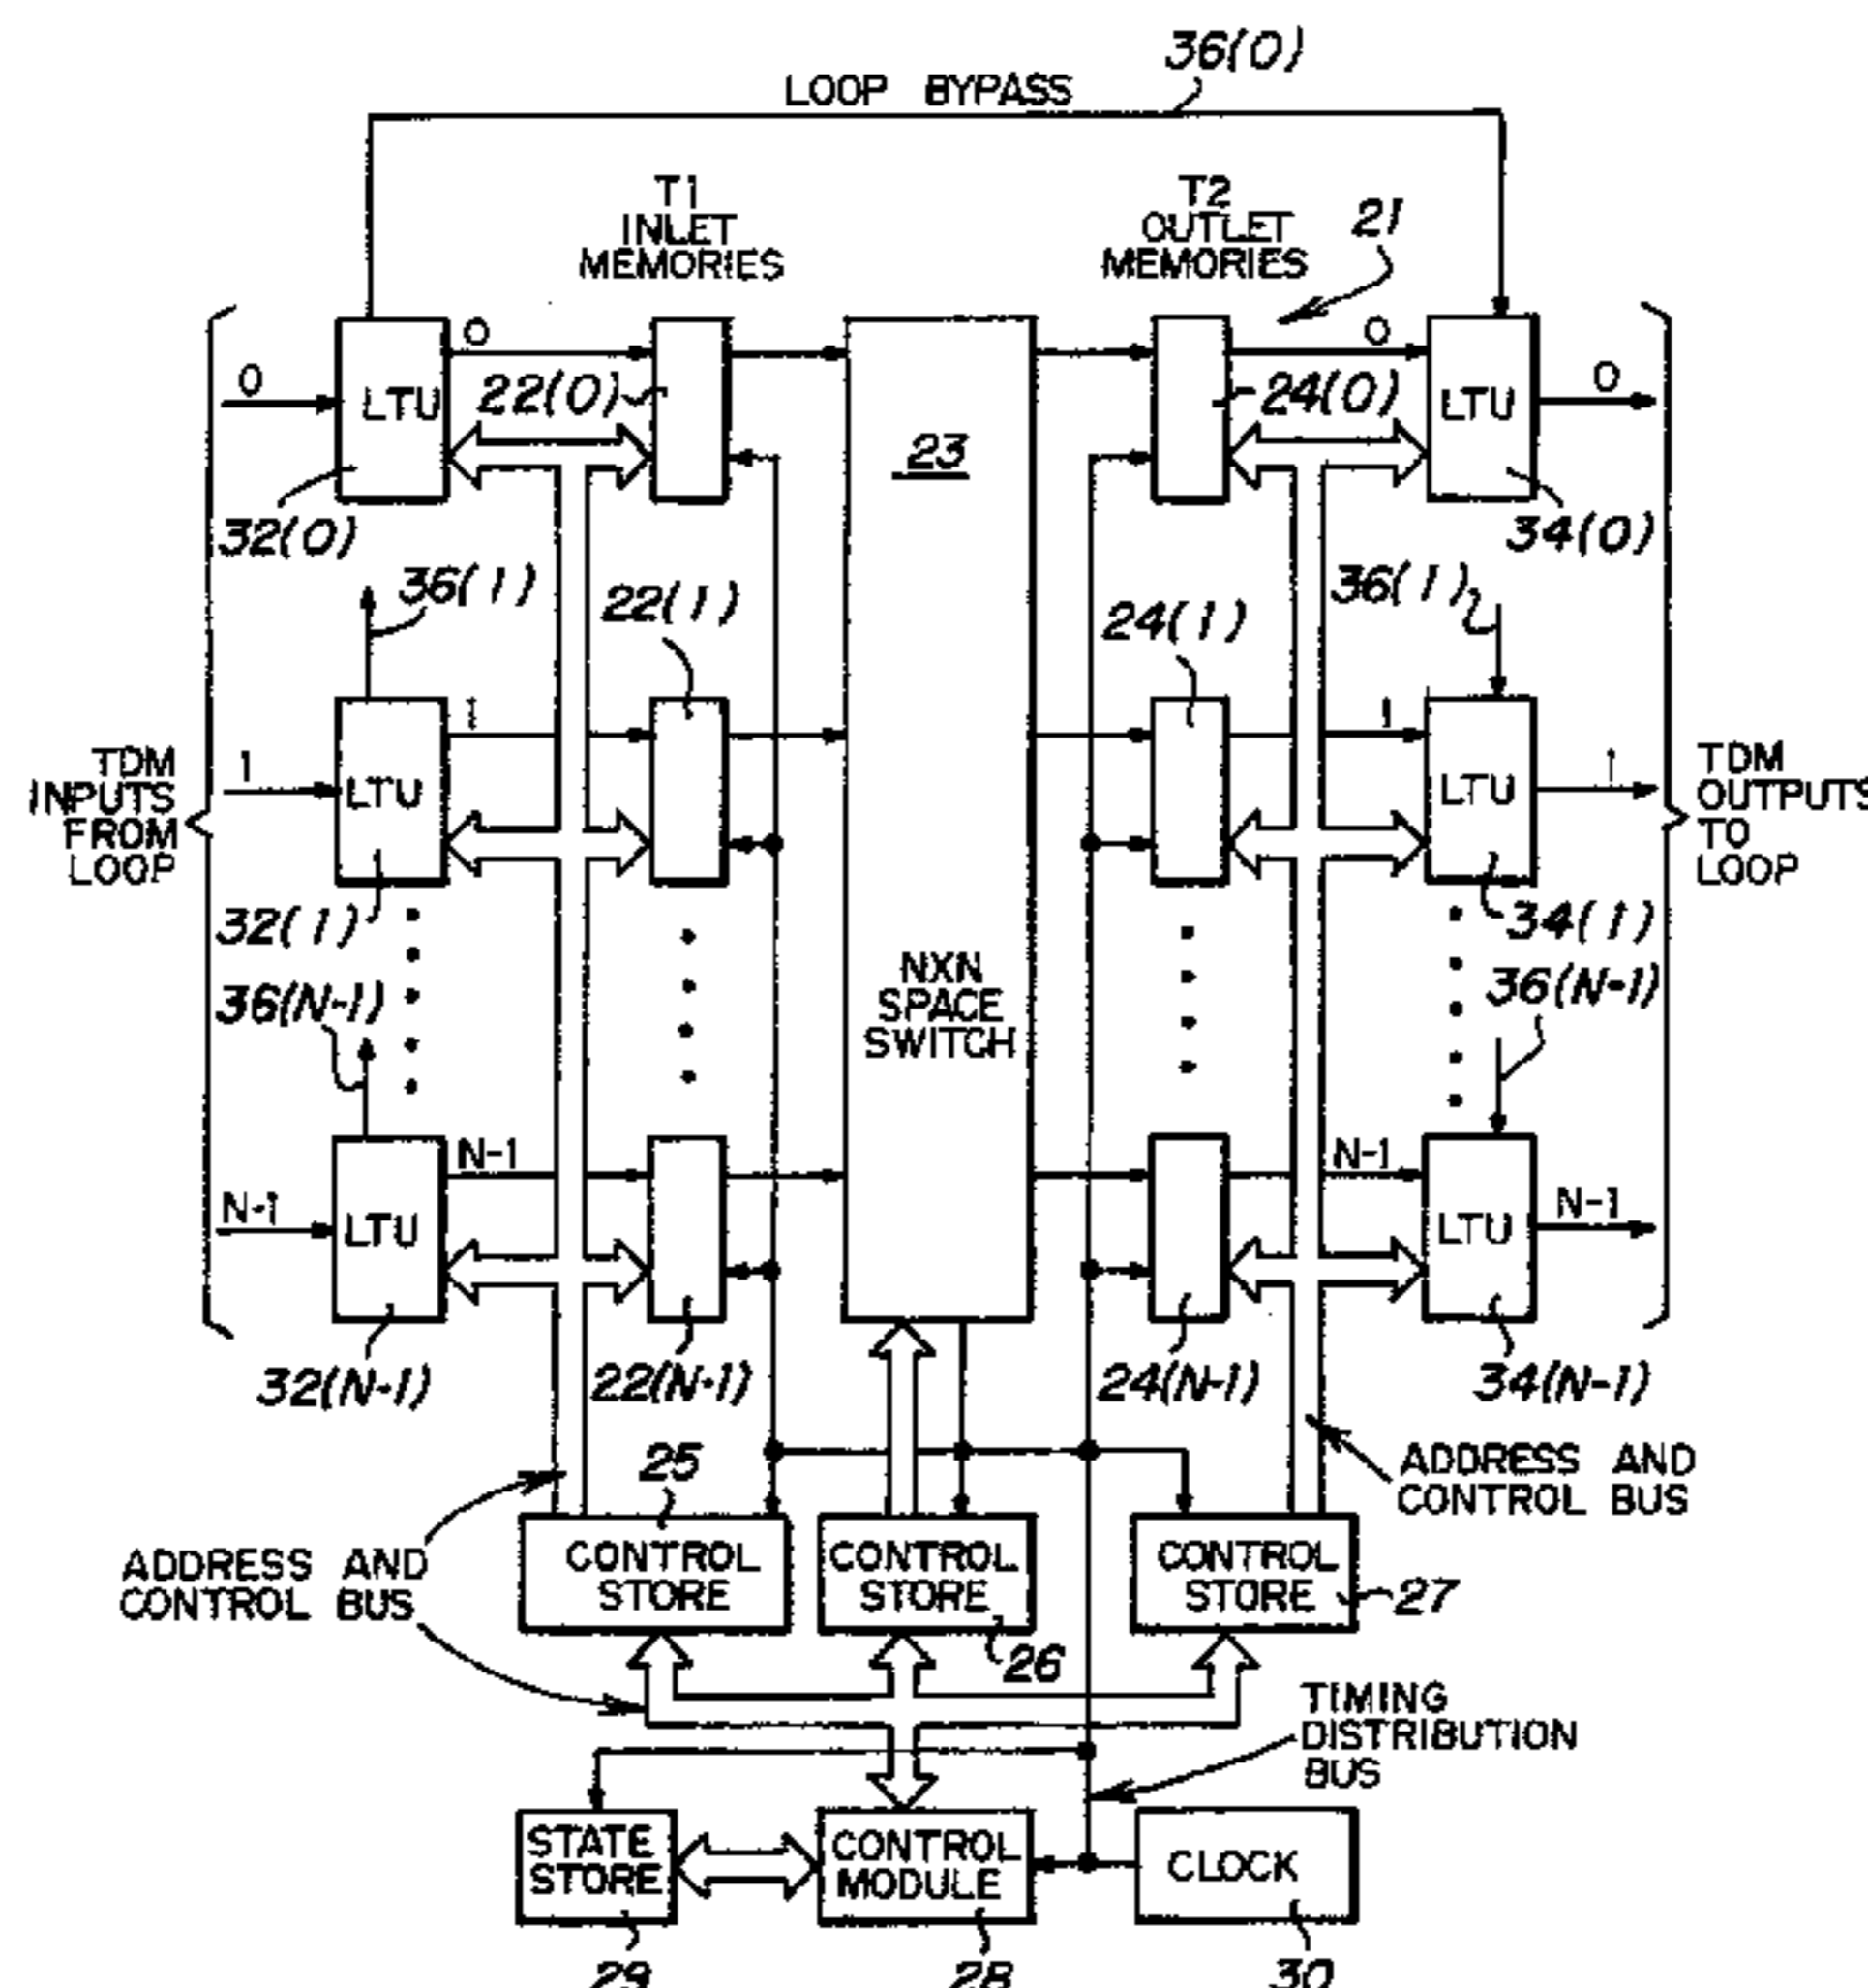 36(0)
LOOP BYPASS
T1
INLET
MEMORIES
T2
OUTLET
MEMORIES
21
0
0
0
0
LTU
22(0)
23
24(0)
LTU
32(0)
34(0)
36(1)
22(1)
24(1)
36(1)
1
1
TDM
INPUTS
FROM
LOOP
1
LTU
LTU
1
TDM
OUTPUTS
TO
LOOP
32(1)
34(1)
36(N-1)
NXN
SPACE
SWITCH
36(N-1)
N-1
N-1
N-1
LTU
LTU
N-1
32(N-1)
22(N-1)
24(N-1)
34(N-1)
25
ADDRESS AND
CONTROL BUS
ADDRESS AND
CONTROL BUS
CONTROL
STORE
CONTROL
STORE
CONTROL
STORE
27
26
TIMING
DISTRIBUTION
BUS
STATE
STORE
CONTROL
MODULE
CLOCK
29
28
30